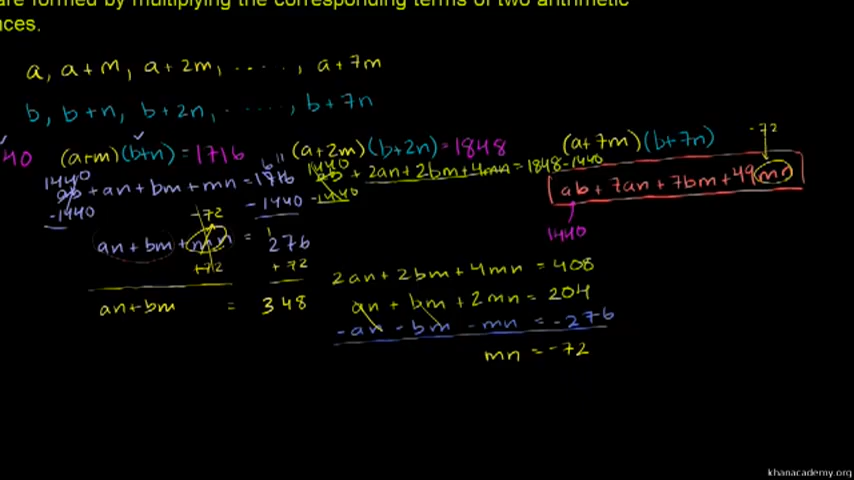 are formed by multiplying the corresponding terms of two arithmetic
nces.
a, a+m, a+2m, ....., a+7m
b, b+n, b+2n, ......, b+7n
40 (a+m)(b+n) = 1716
1440
ab + an + bm + mn = 1716
-1440 -1440
-72
an + bm + mn = 276
+72 +72
an+bm = 348
(a+2m)(b+2n) = 1848
1440
ab + 2an + 2bm + 4mn = 1848-1440
-1440
2an + 2bm + 4mn = 408
an + bm + 2mn = 204
-an - bm - mn = -276
mn = -72
(a+7m)(b+7n)
-72
ab + 7an + 7bm + 49mn
1440
khanacademy.org